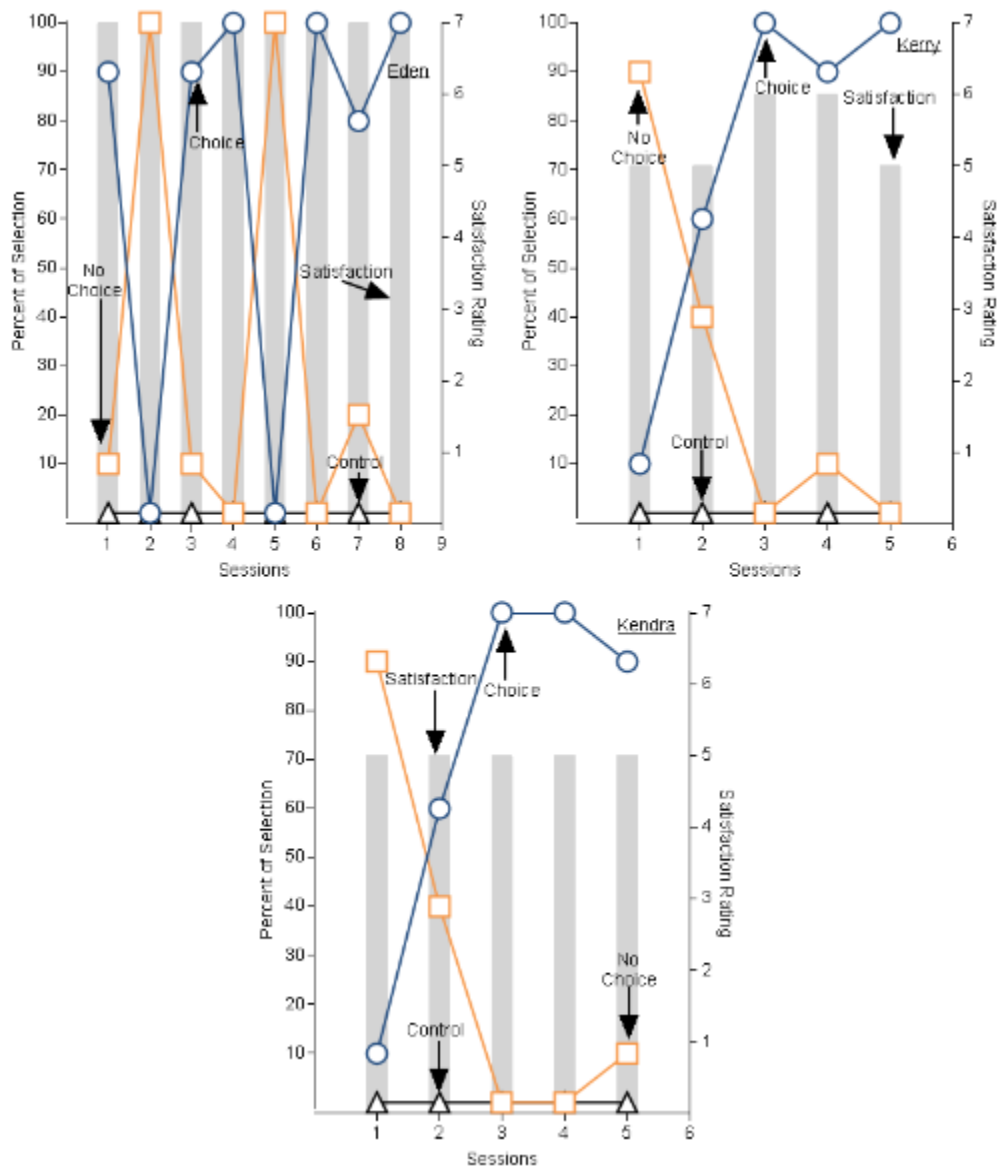 100
90
80
70
60
50
40
30
20
10
Percent of Selection
No
Choice
Choice
Eden
Satisfaction
Control
7
6
5
4
3
2
1
Satisfaction Rating
1 2 3 4 5 6 7 8 9
Sessions
100
90
80
70
60
50
40
30
20
10
Percent of Selection
No
Choice
Control
Choice
Kerry
Satisfaction
7
6
5
4
3
2
1
Satisfaction Rating
1 2 3 4 5 6
Sessions
100
90
80
70
60
50
40
30
20
10
Percent of Selection
Satisfaction
Choice
Kendra
Control
No
Choice
7
6
5
4
3
2
1
Satisfaction Rating
1 2 3 4 5 6
Sessions